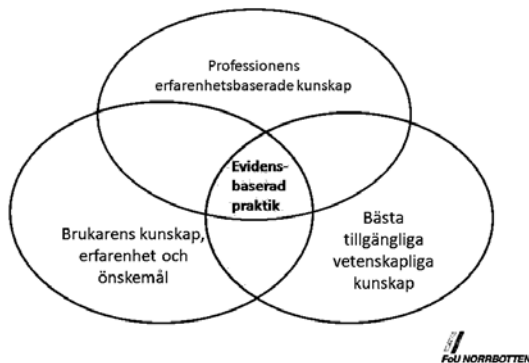 Professionens
erfarenhetsbaserade kunskap
Evidens-
baserad
praktik
Brukarens kunskap,
erfarenhet och
önskemål
Bästa
tillgängliga
vetenskapliga
kunskap
FoU NORRBOTTEN